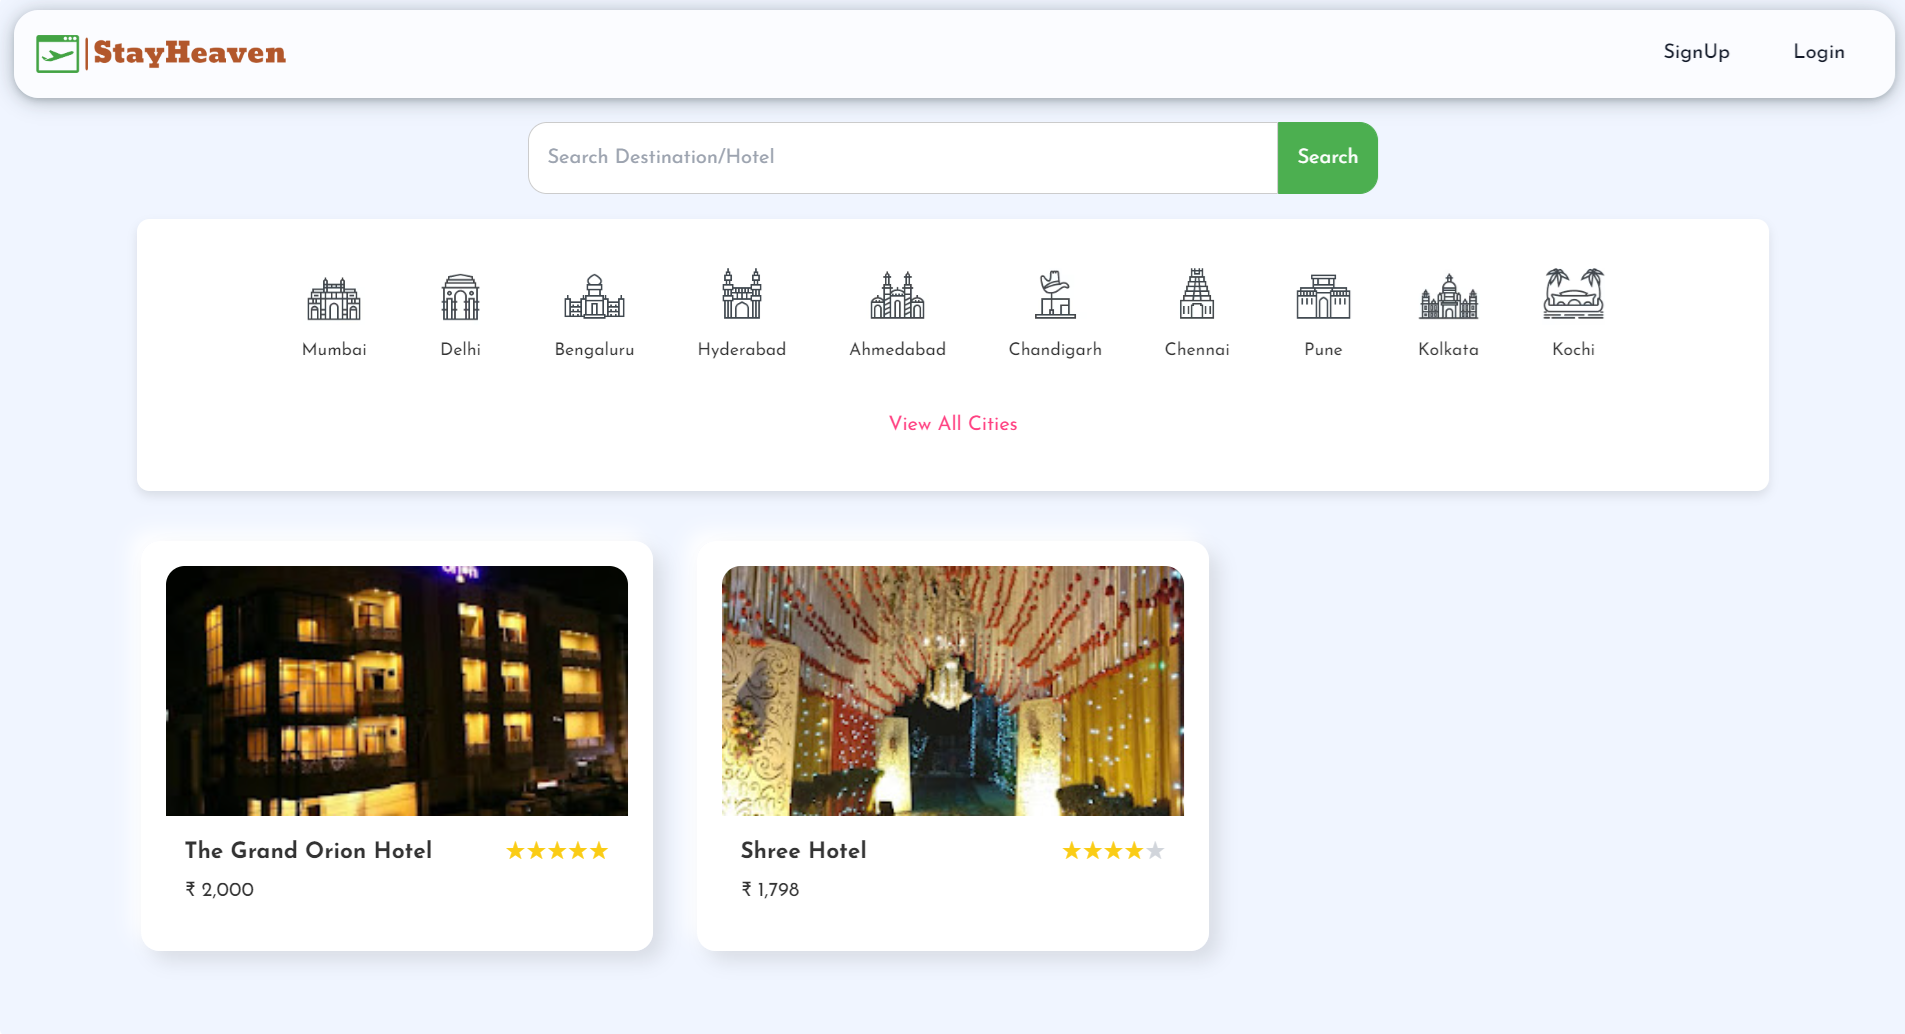 StayHeaven
SignUp
Login
Search Destination/Hotel
Search
Mumbai
Delhi
Bengaluru
Hyderabad
Ahmedabad
Chandigarh
Chennai
Pune
Kolkata
Kochi
View All Cities
The Grand Orion Hotel
₹ 2,000
Shree Hotel
₹ 1,798